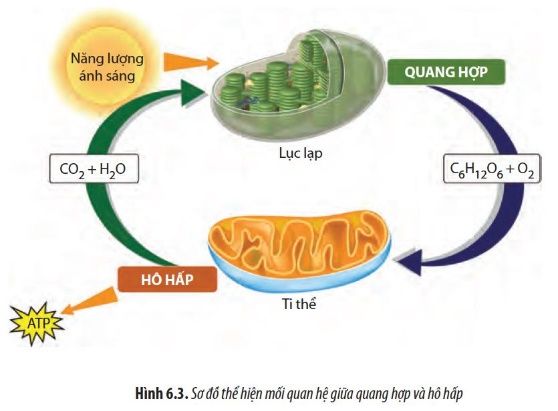 Năng lượng
ánh sáng
QUANG HỢP
Lục lạp
CO₂ + H₂O
C₆H₁₂O₆ + O₂
HÔ HẤP
Ti thể
ATP
Hình 6.3. Sơ đồ thể hiện mối quan hệ giữa quang hợp và hô hấp